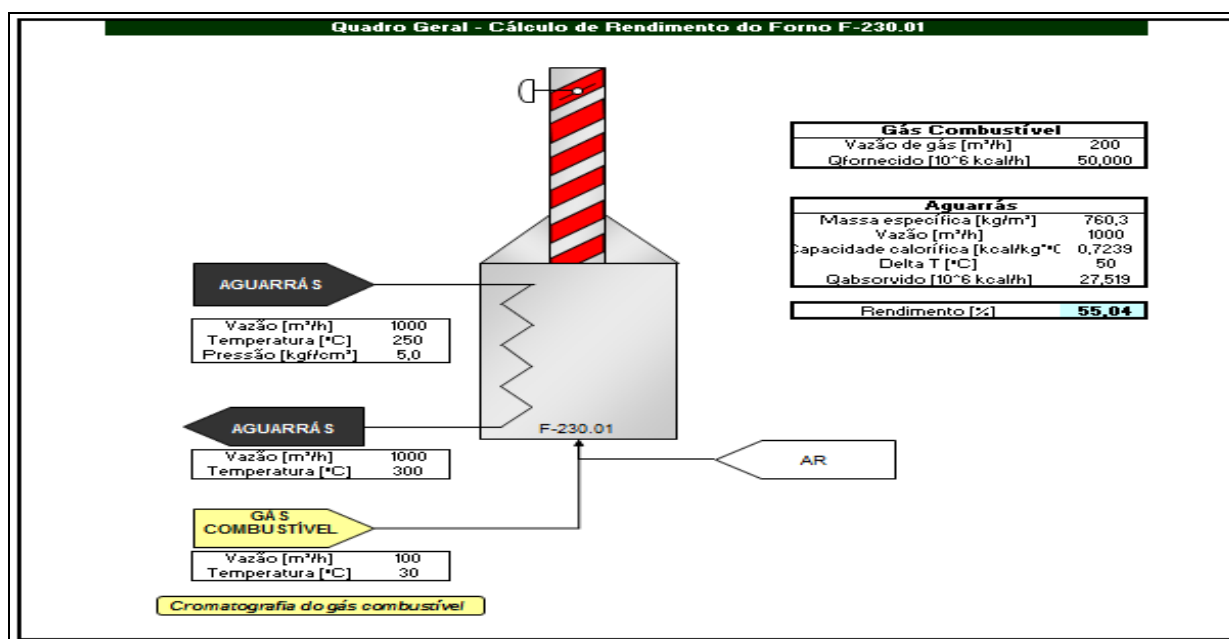 Quadro Geral - Cálculo de Rendimento do Forno F-230.01
Gás Combustível
Vazão de gás [m³/h] 200
Qfornecido [10^6 kcal/h] 50,000
Aguarrás
Massa específica [kg/m³] 760,3
Vazão [m³/h] 1000
Capacidade calorífica [kcal/kg*°C 0,7239
Delta T [°C] 50
Qabsorvido [10^6 kcal/h] 27,519
Rendimento [%] 55,04
AGUARRÁS
Vazão [m³/h] 1000
Temperatura [°C] 250
Pressão [kgf/cm²] 5,0
F-230.01
AGUARRÁS
Vazão [m³/h] 1000
Temperatura [°C] 300
AR
GÁS
COMBUSTÍVEL
Vazão [m³/h] 100
Temperatura [°C] 30
Cromatografia do gás combustível